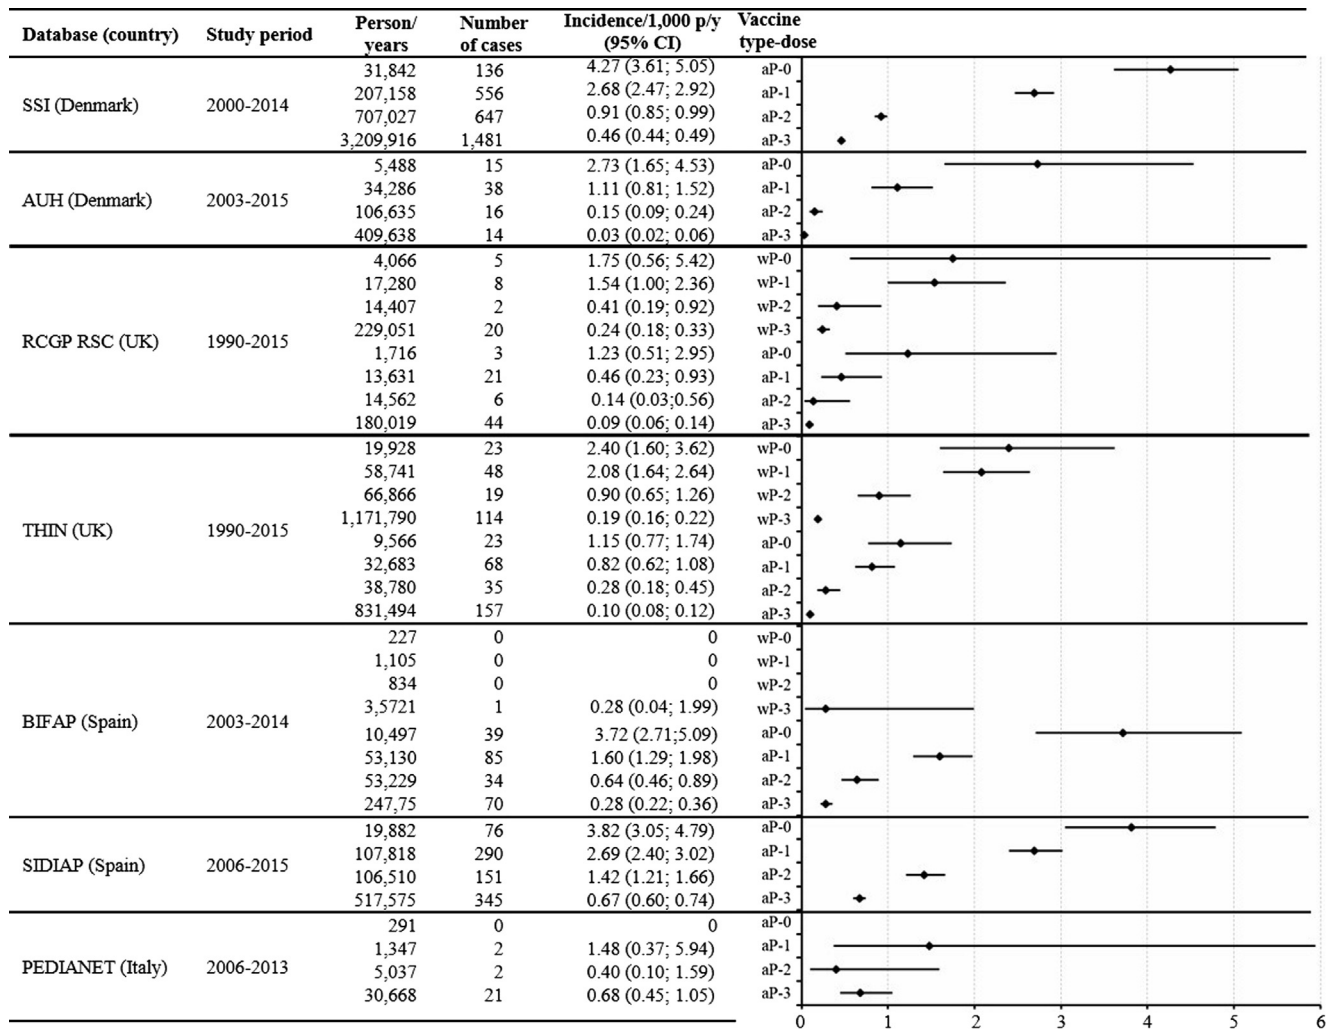 Database (country) Study period Person/ years Number of cases Incidence/1,000 p/y (95% CI) Vaccine type-dose
SSI (Denmark) 2000-2014
31,842 136 4.27 (3.61; 5.05) aP-0
207,158 556 2.68 (2.47; 2.92) aP-1
707,027 647 0.91 (0.85; 0.99) aP-2
3,209,916 1,481 0.46 (0.44; 0.49) aP-3
AUH (Denmark) 2003-2015
5,488 15 2.73 (1.65; 4.53) aP-0
34,286 38 1.11 (0.81; 1.52) aP-1
106,635 16 0.15 (0.09; 0.24) aP-2
409,638 14 0.03 (0.02; 0.06) aP-3
RCGP RSC (UK) 1990-2015
4,066 5 1.75 (0.56; 5.42) wP-0
17,280 8 1.54 (1.00; 2.36) wP-1
14,407 2 0.41 (0.19; 0.92) wP-2
229,051 20 0.24 (0.18; 0.33) wP-3
1,716 3 1.23 (0.51; 2.95) aP-0
13,631 21 0.46 (0.23; 0.93) aP-1
14,562 6 0.14 (0.03;0.56) aP-2
180,019 44 0.09 (0.06; 0.14) aP-3
THIN (UK) 1990-2015
19,928 23 2.40 (1.60; 3.62) wP-0
58,741 48 2.08 (1.64; 2.64) wP-1
66,866 19 0.90 (0.65; 1.26) wP-2
1,171,790 114 0.19 (0.16; 0.22) wP-3
9,566 23 1.15 (0.77; 1.74) aP-0
32,683 68 0.82 (0.62; 1.08) aP-1
38,780 35 0.28 (0.18; 0.45) aP-2
831,494 157 0.10 (0.08; 0.12) aP-3
BIFAP (Spain) 2003-2014
227 0 0 wP-0
1,105 0 0 wP-1
834 0 0 wP-2
3,5721 1 0.28 (0.04; 1.99) wP-3
10,497 39 3.72 (2.71;5.09) aP-0
53,130 85 1.60 (1.29; 1.98) aP-1
53,229 34 0.64 (0.46; 0.89) aP-2
247,75 70 0.28 (0.22; 0.36) aP-3
SIDIAP (Spain) 2006-2015
19,882 76 3.82 (3.05; 4.79) aP-0
107,818 290 2.69 (2.40; 3.02) aP-1
106,510 151 1.42 (1.21; 1.66) aP-2
517,575 345 0.67 (0.60; 0.74) aP-3
PEDIANET (Italy) 2006-2013
291 0 0 aP-0
1,347 2 1.48 (0.37; 5.94) aP-1
5,037 2 0.40 (0.10; 1.59) aP-2
30,668 21 0.68 (0.45; 1.05) aP-3
0 1 2 3 4 5 6